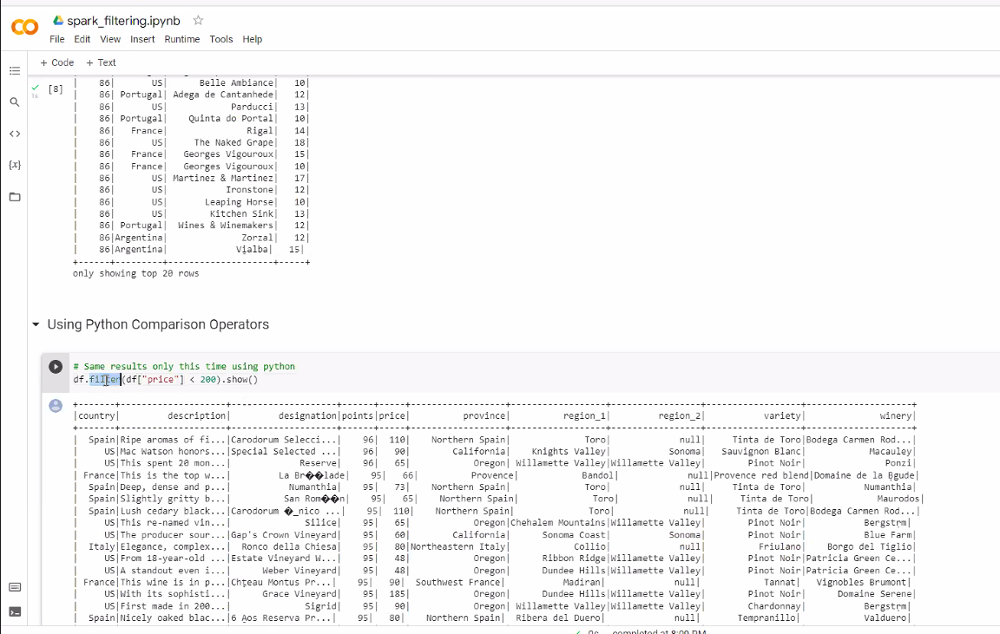 spark_filtering.ipynb
File Edit View Insert Runtime Tools Help
+ Code + Text
[8]
1s
| 86| US| Belle Ambiance| 10|
| 86| Portugal| Adega de Cantanhede| 12|
| 86| US| Parducci| 13|
| 86| Portugal| Quinta do Portal| 10|
| 86| France| Rigal| 14|
| 86| US| The Naked Grape| 18|
| 86| France| Georges Vigouroux| 15|
| 86| France| Georges Vigouroux| 10|
| 86| US| Martinez & Martinez| 17|
| 86| US| Ironstone| 12|
| 86| US| Leaping Horse| 10|
| 86| US| Kitchen Sink| 13|
| 86| Portugal| Wines & Winemakers| 12|
| 86|Argentina| Zorzal| 12|
| 86|Argentina| Vįalba| 15|
+------+---------+--------------------+-----+
only showing top 20 rows
Using Python Comparison Operators
# Same results only this time using python
df.filter(df["price"] < 200).show()
+-------+--------------------+--------------------+------+-----+------------------+-----------------+-----------------+------------------+--------------------+
|country| description| designation|points|price| province| region_1| region_2| variety| winery|
+-------+--------------------+--------------------+------+-----+------------------+-----------------+-----------------+------------------+--------------------+
| Spain|Ripe aromas of fi...|Carodorum Selecci...| 96| 110| Northern Spain| Toro| null| Tinta de Toro|Bodega Carmen Rod...|
| US|Mac Watson honors...|Special Selected ...| 96| 90| California| Knights Valley| Sonoma| Sauvignon Blanc| Macauley|
| US|This spent 20 mon...| Reserve| 96| 65| Oregon| Willamette Valley|Willamette Valley| Pinot Noir| Ponzi|
| France|This is the top w...| La Br��lade| 95| 66| Provence| Bandol| null|Provence red blend|Domaine de la Bgude|
| Spain|Deep, dense and p...| Numanthia| 95| 73| Northern Spain| Toro| null| Tinta de Toro| Numanthia|
| Spain|Slightly gritty b...| San Rom��n| 95| 65| Northern Spain| Toro| null| Tinta de Toro| Maurodos|
| Spain|Lush cedary black...|Carodorum �_nico ...| 95| 110| Northern Spain| Toro| null| Tinta de Toro|Bodega Carmen Rod...|
| US|This re-named vin...| Silice| 95| 65| Oregon|Chehalem Mountains|Willamette Valley| Pinot Noir| Bergstrm|
| US|The producer sour...|Gap's Crown Vineyard| 95| 60| California| Sonoma Coast| Sonoma| Pinot Noir| Blue Farm|
| Italy|Elegance, complex...| Ronco della Chiesa| 95| 80|Northeastern Italy| Collio| null| Friulano| Borgo del Tiglio|
| US|From 18-year-old ...|Estate Vineyard W...| 95| 48| Oregon| Ribbon Ridge|Willamette Valley| Pinot Noir|Patricia Green Ce...|
| US|A standout even i...| Weber Vineyard| 95| 48| Oregon| Dundee Hills|Willamette Valley| Pinot Noir|Patricia Green Ce...|
| France|This wine is in p...|Chțeau Montus Pr...| 95| 90| Southwest France| Madiran| null| Tannat| Vignobles Brumont|
| US|With its sophisti...| Grace Vineyard| 95| 185| Oregon| Dundee Hills|Willamette Valley| Pinot Noir| Domaine Serene|
| US|First made in 200...| Sigrid| 95| 90| Oregon| Willamette Valley|Willamette Valley| Chardonnay| Bergstrm|
| Spain|Nicely oaked blac...|6 Aos Reserva Pr...| 95| 80| Northern Spain| Ribera del Duero| null| Tempranillo| Valduero|
0s completed at 8:09 PM